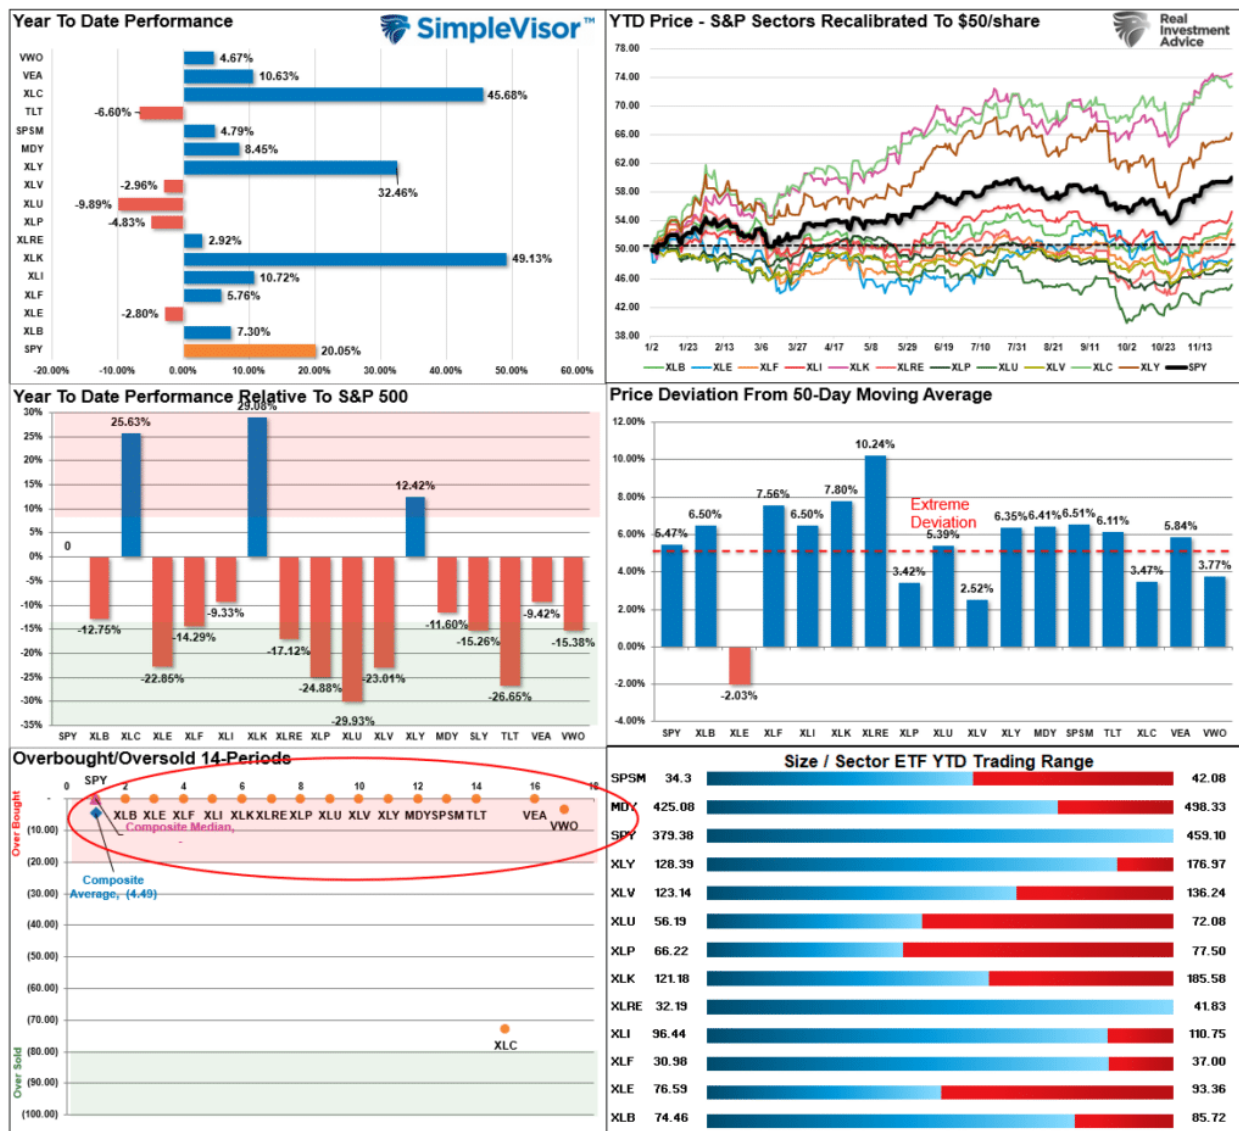 Year To Date Performance
SimpleVisor™
VWO 4.67%
VEA 10.63%
XLC 45.68%
TLT -6.60%
SPSM 4.79%
MDY 8.45%
XLY 32.46%
XLV -2.96%
XLU -9.89%
XLP -4.83%
XLRE 2.92%
XLK 49.13%
XLI 10.72%
XLF 5.76%
XLE -2.80%
XLB 7.30%
SPY 20.05%
-20.00% -10.00% 0.00% 10.00% 20.00% 30.00% 40.00% 50.00% 60.00%
YTD Price - S&P Sectors Recalibrated To $50/share
Real
Investment
Advice
78.00
74.00
70.00
66.00
62.00
58.00
54.00
50.00
46.00
42.00
38.00
1/2 1/23 2/13 3/6 3/27 4/17 5/8 5/29 6/19 7/10 7/31 8/21 9/11 10/2 10/23 11/13
XLB XLE XLF XLI XLK XLRE XLP XLU XLV XLC XLY SPY
Year To Date Performance Relative To S&P 500
30%
25%
20%
15%
10%
5%
0%
-5%
-10%
-15%
-20%
-25%
-30%
-35%
0 -12.75% 25.63% -22.85% -14.29% -9.33% 29.08% -17.12% -24.88% -29.93% -23.01% 12.42% -11.60% -15.26% -26.65% -9.42% -15.38%
SPY XLB XLC XLE XLF XLI XLK XLRE XLP XLU XLV XLY MDY SLY TLT VEA VWO
Price Deviation From 50-Day Moving Average
12.00%
10.00%
8.00%
6.00%
4.00%
2.00%
0.00%
-2.00%
-4.00%
5.47% 6.50% -2.03% 7.56% 6.50% 7.80% 10.24% 3.42% 5.39% 2.52% 6.35% 6.41% 6.51% 6.11% 3.47% 5.84% 3.77%
Extreme
Deviation
SPY XLB XLE XLF XLI XLK XLRE XLP XLU XLV XLY MDY SPSM TLT XLC VEA VWO
Overbought/Oversold 14-Periods
0 2 4 6 8 10 12 14 16 18
SPY
XLB XLE XLF XLI XLK XLRE XLP XLU XLV XLY MDY SPSM TLT VEA
VWO
Composite Median,
-
Composite
Average, (4.49)
XLC
Over Bought
Over Sold
-
(10.00)
(20.00)
(30.00)
(40.00)
(50.00)
(60.00)
(70.00)
(80.00)
(90.00)
(100.00)
Size / Sector ETF YTD Trading Range
SPSM 34.3 42.08
MDY 425.08 498.33
SPY 379.38 459.10
XLY 128.39 176.97
XLV 123.14 136.24
XLU 56.19 72.08
XLP 66.22 77.50
XLK 121.18 185.58
XLRE 32.19 41.83
XLI 96.44 110.75
XLF 30.98 37.00
XLE 76.59 93.36
XLB 74.46 85.72